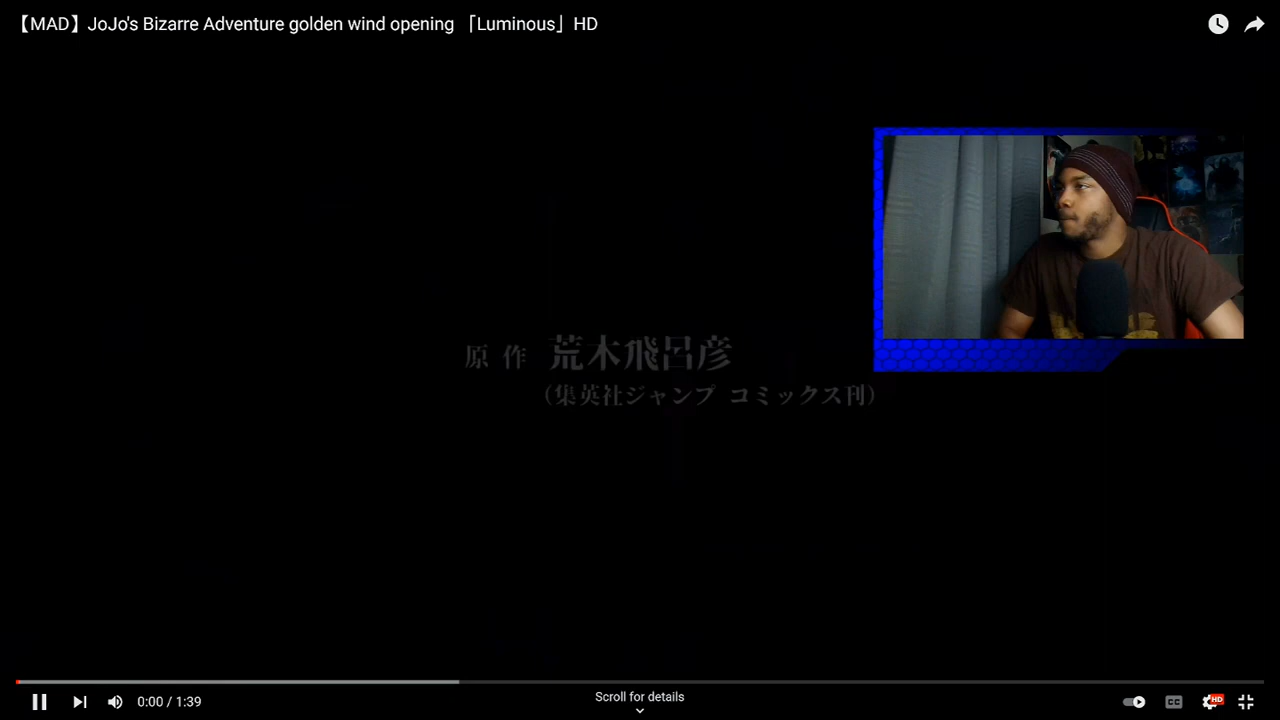 【MAD】JoJo's Bizarre Adventure golden wind opening 「Luminous」HD
原作 荒木飛呂彦
（集英社ジャンプ コミックス刊）
Scroll for details
0:00 / 1:39
CC
HD